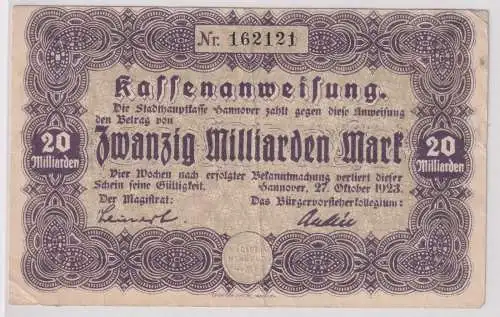 Nr. 162121
Kassenanweisung.
Die Stadthauptkasse Hannover zahlt gegen diese Anweisung
den Betrag von
Zwanzig Milliarden Mark
20 Milliarden
20 Milliarden
Vier Wochen nach erfolgter Bekanntmachung verliert dieser
Schein seine Gültigkeit. Hannover, 27. Oktober 1923.
Der Magistrat: Das Bürgervorsteherkollegium: